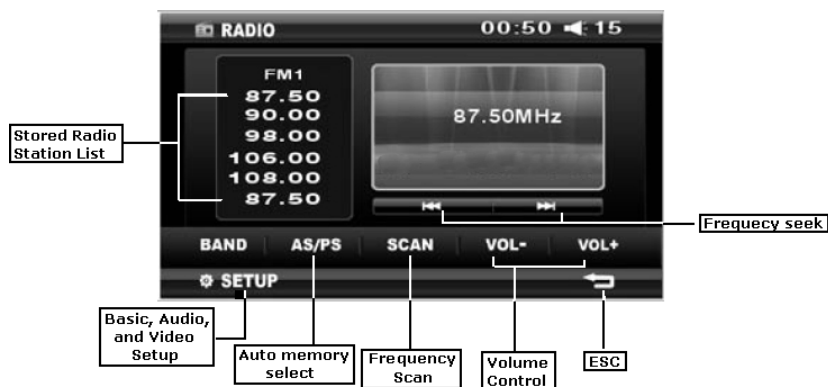 RADIO
00:50 15
FM1
87.50
90.00
98.00
106.00
108.00
87.50
87.50MHz
Stored Radio
Station List
Frequecy seek
BAND AS/PS SCAN VOL- VOL+
SETUP
Basic, Audio,
and Video
Setup
Auto memory
select
Frequency
Scan
Volume
Control
ESC